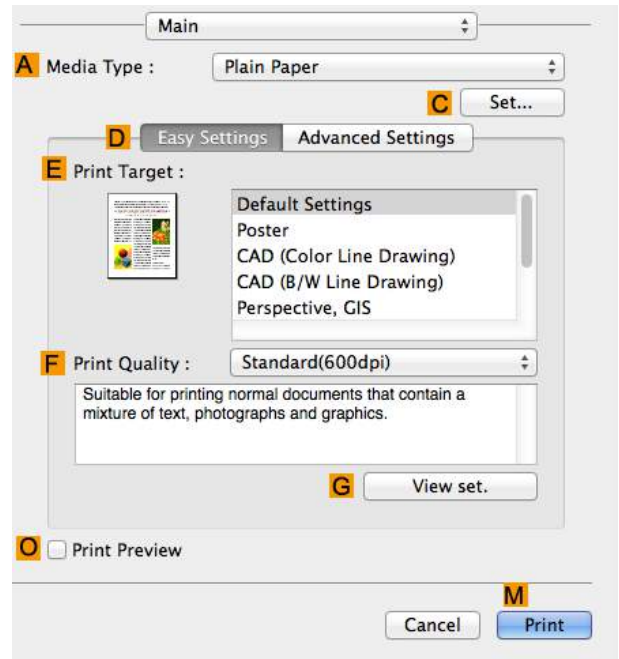 Main
A Media Type : Plain Paper
C Set...
D Easy Settings Advanced Settings
E Print Target :
Default Settings
Poster
CAD (Color Line Drawing)
CAD (B/W Line Drawing)
Perspective, GIS
F Print Quality : Standard(600dpi)
Suitable for printing normal documents that contain a
mixture of text, photographs and graphics.
G View set.
O Print Preview
M
Cancel Print